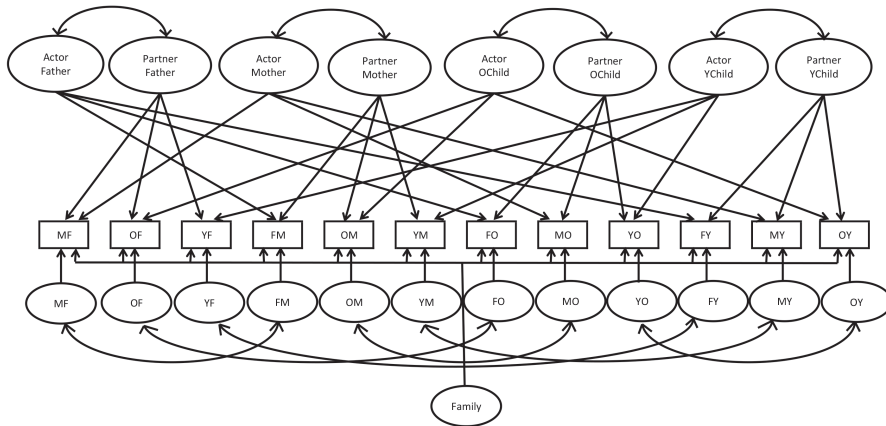 Actor
Father
Partner
Father
Actor
Mother
Partner
Mother
Actor
OChild
Partner
OChild
Actor
YChild
Partner
YChild
MF
OF
YF
FM
OM
YM
FO
MO
YO
FY
MY
OY
MF
OF
YF
FM
OM
YM
FO
MO
YO
FY
MY
OY
Family